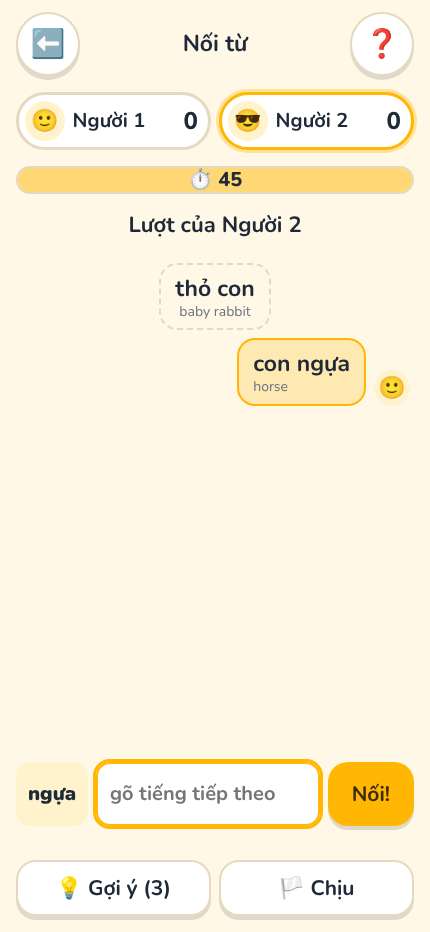 Nối từ
Người 1 0
Người 2 0
45
Lượt của Người 2
thỏ con
baby rabbit
con ngựa
horse
ngựa
gõ tiếng tiếp theo
Nối!
Gợi ý (3)
Chịu